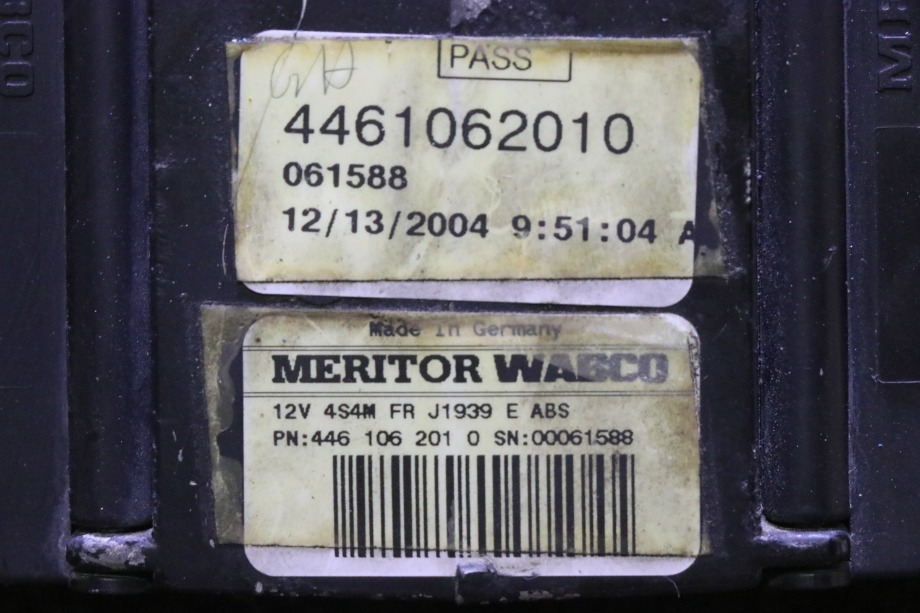 PASS
4461062010
061588
12/13/2004 9:51:04 A
Made in Germany
MERITOR WABCO
12V 4S4M FR J1939 E ABS
PN:446 106 201 0 SN:00061588